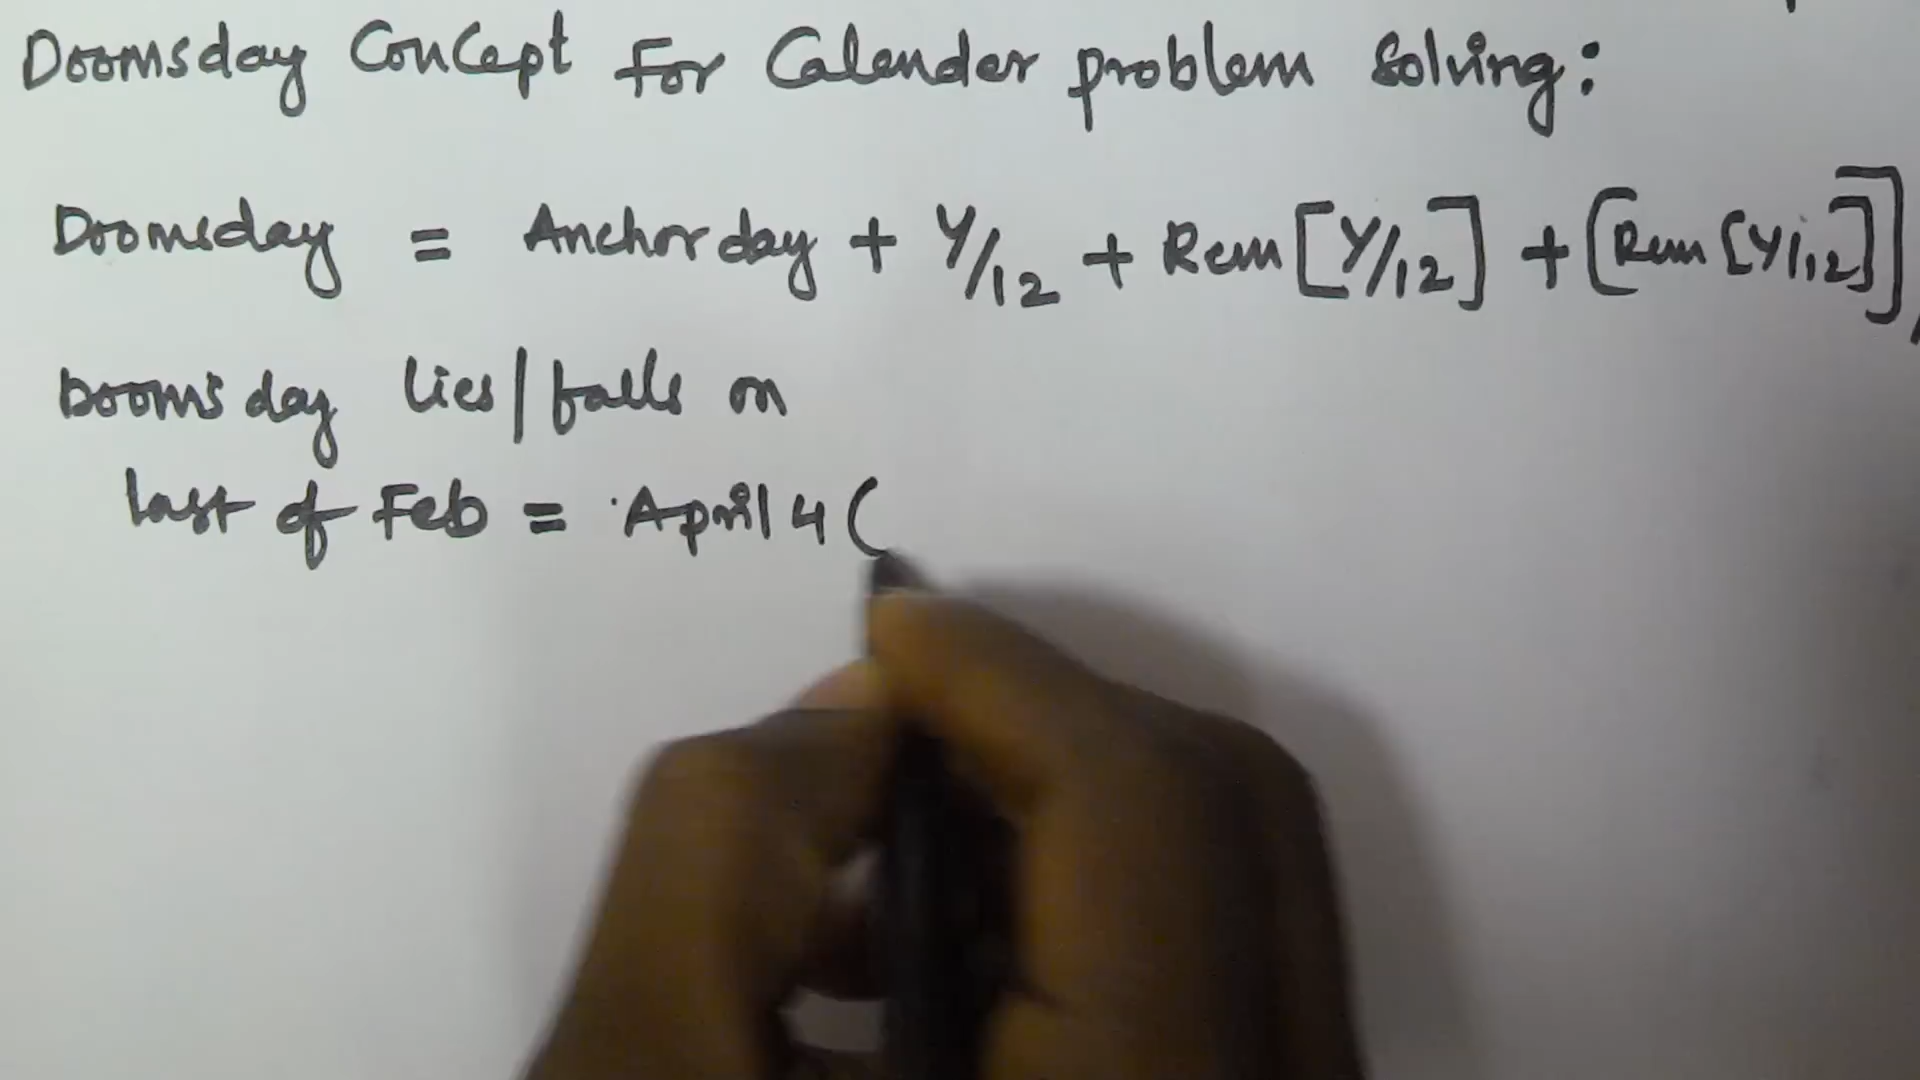 Doomsday Concept For Calender problem Solving:
Doomsday = Anchor day + Y/12 + Rem [Y/12] + [Rem [Y/12]]
Dooms day lies/falls on
last of Feb = April 4 (